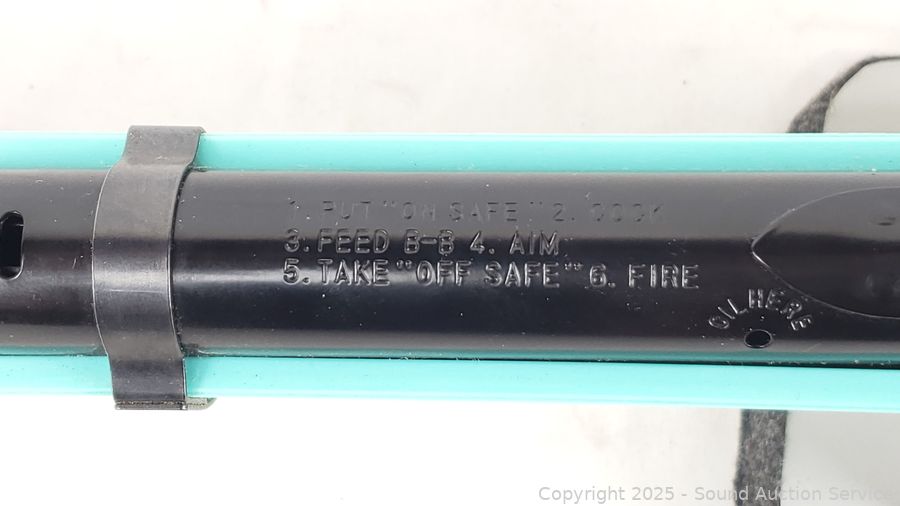 1. PUT "ON SAFE" 2. COCK
3. FEED B-B 4. AIM
5. TAKE "OFF SAFE" 6. FIRE
OIL HERE
Copyright 2025 - Sound Auction Service